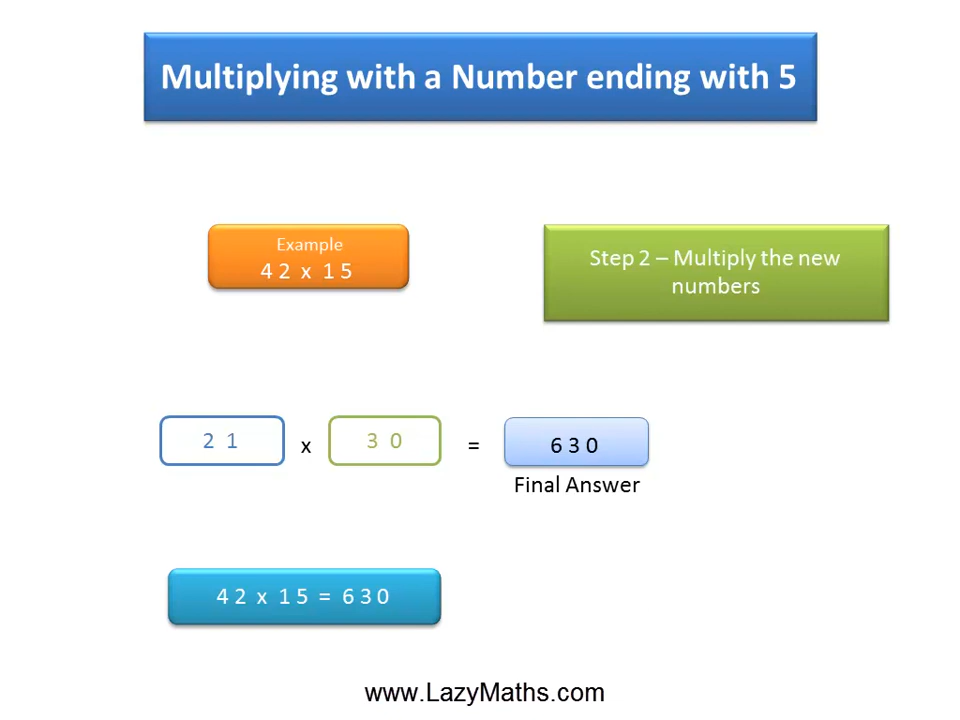 Multiplying with a Number ending with 5
Example
4 2 x 1 5
Step 2 – Multiply the new
numbers
2 1 x 3 0 = 6 3 0
Final Answer
4 2 x 1 5 = 6 3 0
www.LazyMaths.com